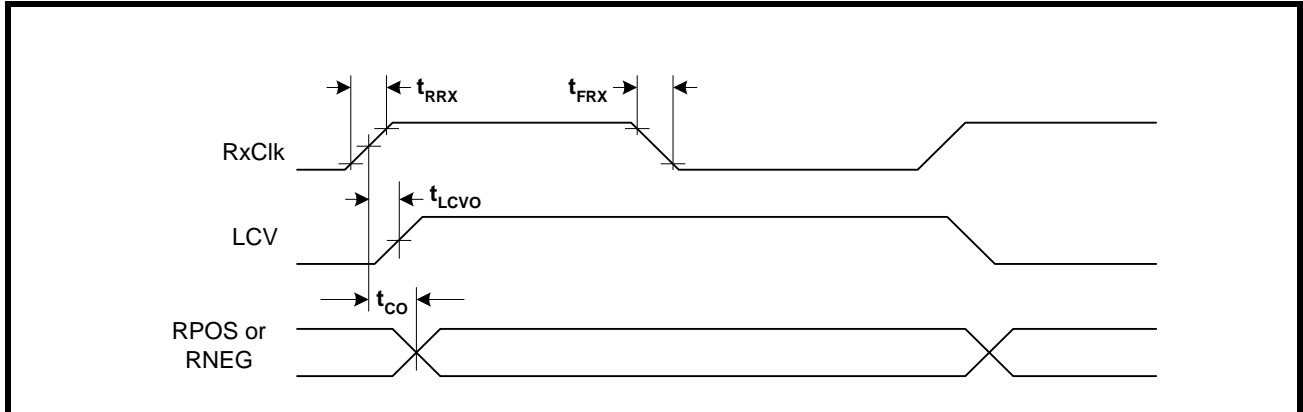 tRRX
tFRX
RxClk
tLCVO
LCV
tCO
RPOS or
RNEG